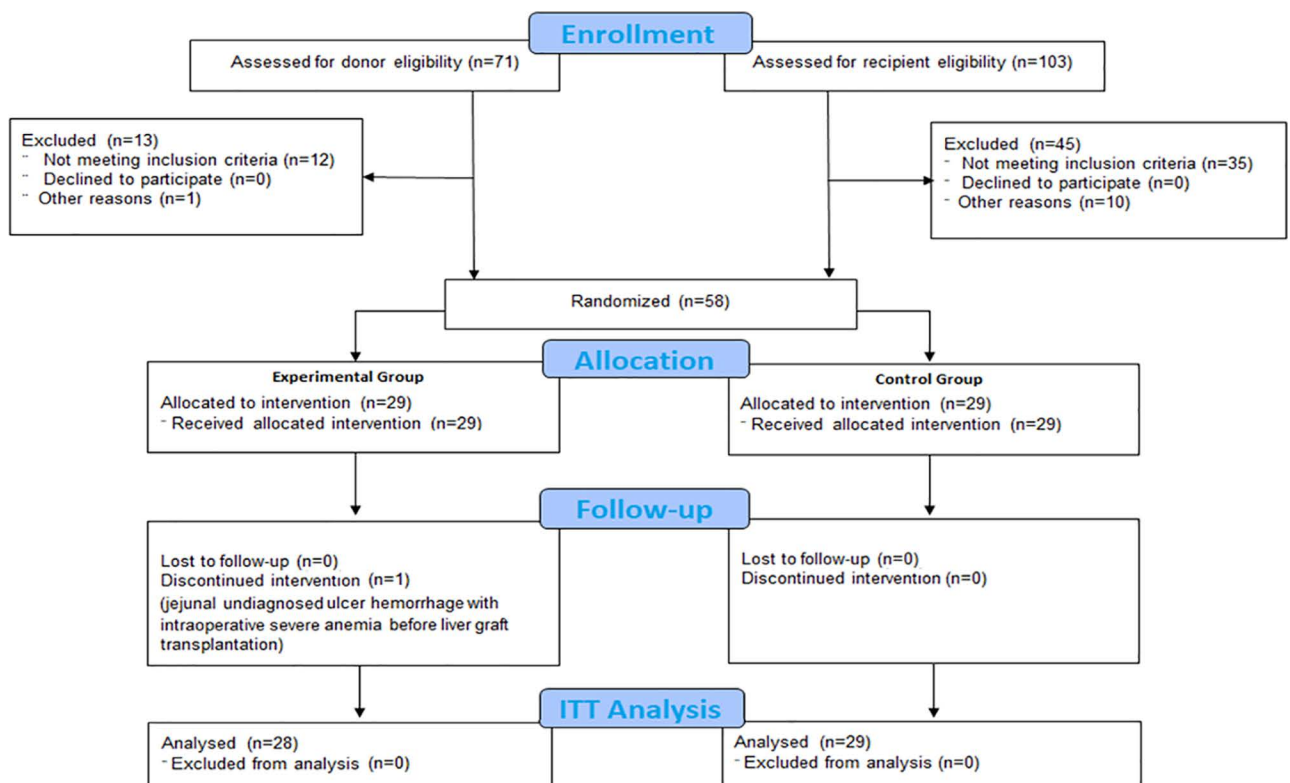 Enrollment
Assessed for donor eligibility (n=71)
Assessed for recipient eligibility (n=103)
Excluded (n=13)
¨ Not meeting inclusion criteria (n=12)
¨ Declined to participate (n=0)
¨ Other reasons (n=1)
Excluded (n=45)
¨ Not meeting inclusion criteria (n=35)
¨ Declined to participate (n=0)
¨ Other reasons (n=10)
Randomized (n=58)
Allocation
Experimental Group
Allocated to intervention (n=29)
¨ Received allocated intervention (n=29)
Control Group
Allocated to intervention (n=29)
¨ Received allocated intervention (n=29)
Follow-up
Lost to follow-up (n=0)
Discontinued intervention (n=1)
(jejunal undiagnosed ulcer hemorrhage with
intraoperative severe anemia before liver graft
transplantation)
Lost to follow-up (n=0)
Discontinued intervention (n=0)
ITT Analysis
Analysed (n=28)
¨ Excluded from analysis (n=0)
Analysed (n=29)
¨ Excluded from analysis (n=0)